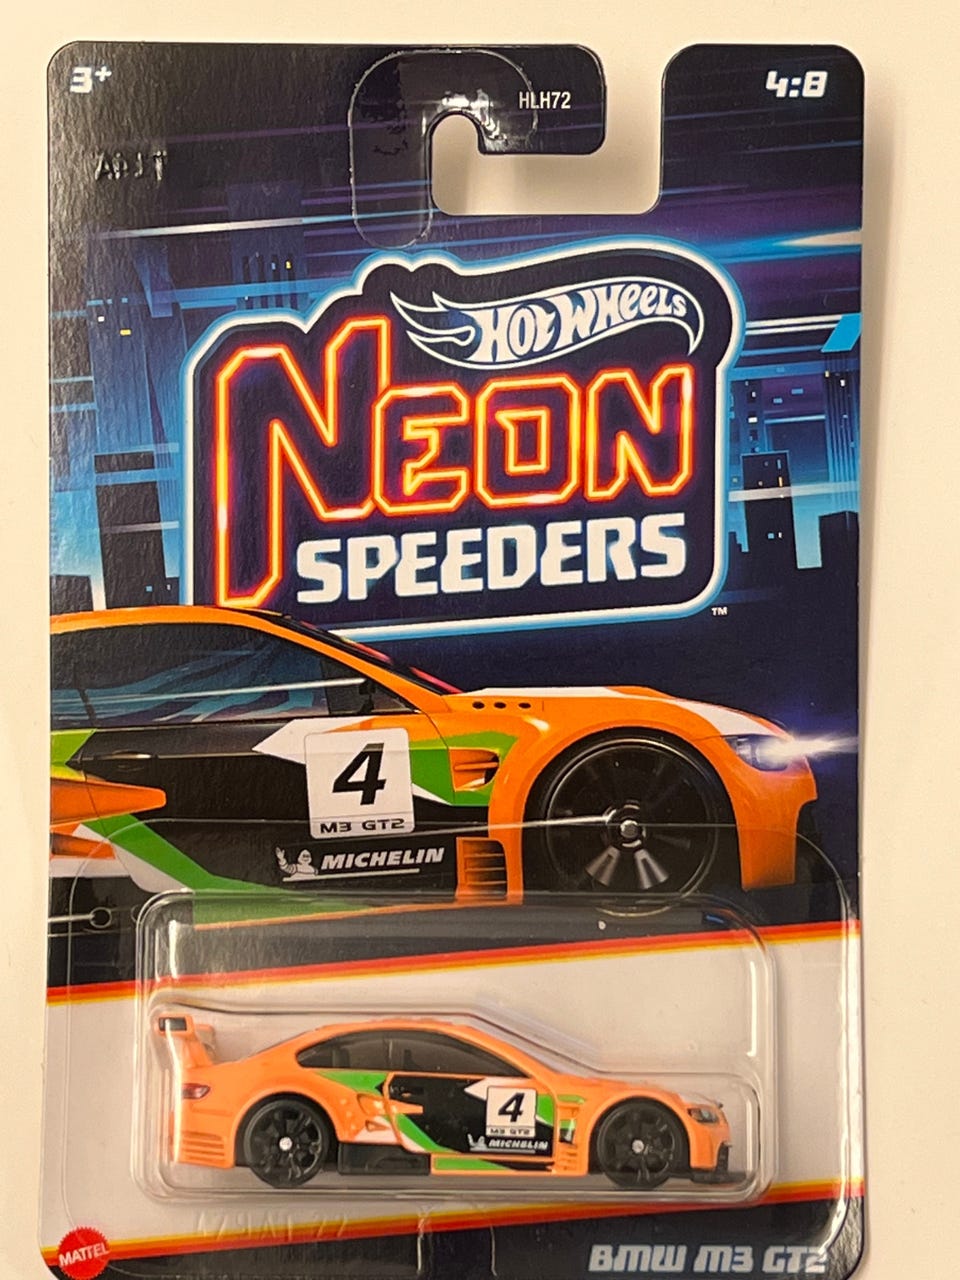 3+
HLH72
4:8
HOT WHEELS
NEON
SPEEDERS
TM
4
M3 GT2
MICHELIN
4
M3 GT2
MICHELIN
MATTEL
BMW M3 GT2